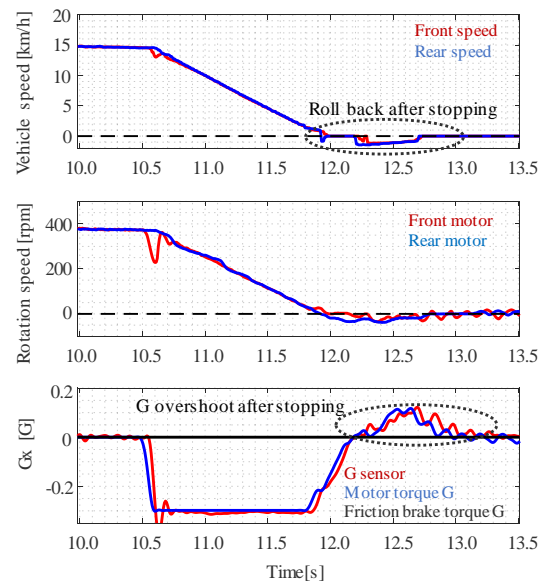 Vehicle speed [km/h]
20
15
10
5
0
Front speed
Rear speed
Roll back after stopping
10.0 10.5 11.0 11.5 12.0 12.5 13.0 13.5
Rotation speed [rpm]
400
200
0
Front motor
Rear motor
10.0 10.5 11.0 11.5 12.0 12.5 13.0 13.5
Gx [G]
0.2
0
-0.2
G overshoot after stopping
G sensor
Motor torque G
Friction brake torque G
10.0 10.5 11.0 11.5 12.0 12.5 13.0 13.5
Time[s]